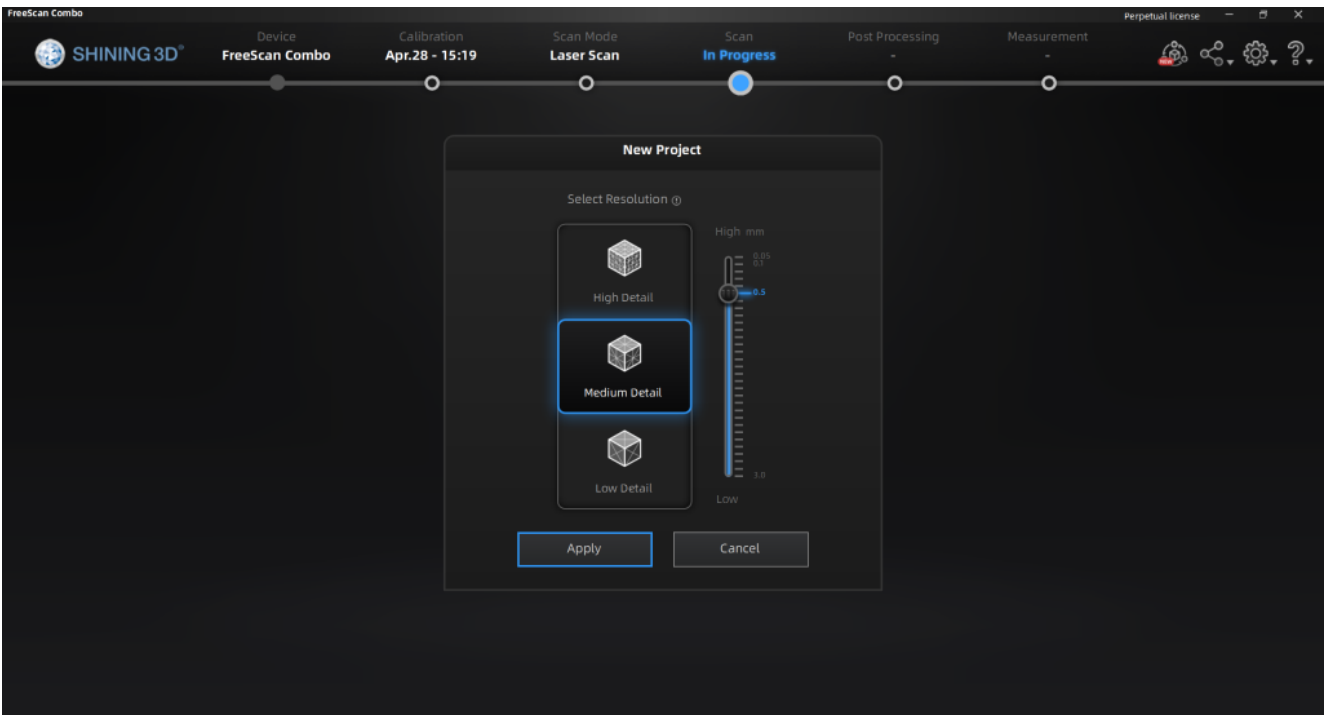 FreeScan Combo
Perpetual license
SHINING 3D®
Device
FreeScan Combo
Calibration
Apr.28 - 15:19
Scan Mode
Laser Scan
Scan
In Progress
Post Processing
-
Measurement
-
NEW
New Project
Select Resolution
High mm
0.05
0.1
High Detail
0.5
Medium Detail
3.0
Low Detail
Low
Apply
Cancel